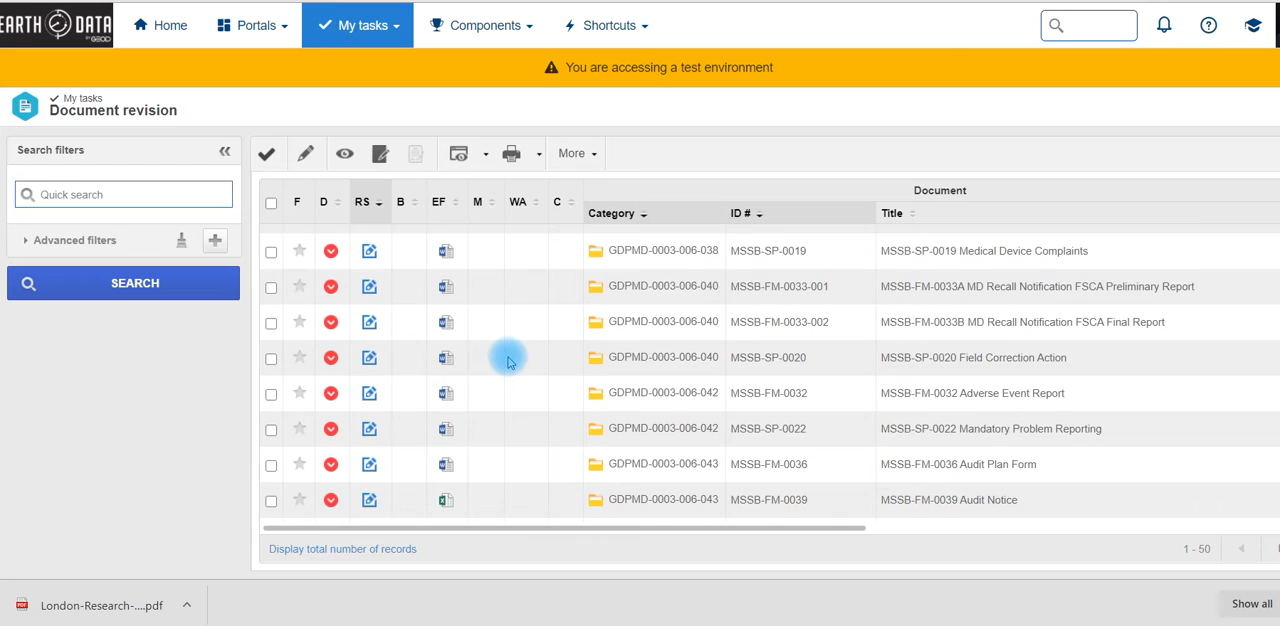 EARTH DATA
BY GEOD
Home
Portals
My tasks
Components
Shortcuts
You are accessing a test environment
My tasks
Document revision
Search filters
Quick search
Advanced filters
SEARCH
More
F D RS B EF M WA C Document
Category ID # Title
GDPMD-0003-006-038 MSSB-SP-0019 MSSB-SP-0019 Medical Device Complaints
GDPMD-0003-006-040 MSSB-FM-0033-001 MSSB-FM-0033A MD Recall Notification FSCA Preliminary Report
GDPMD-0003-006-040 MSSB-FM-0033-002 MSSB-FM-0033B MD Recall Notification FSCA Final Report
GDPMD-0003-006-040 MSSB-SP-0020 MSSB-SP-0020 Field Correction Action
GDPMD-0003-006-042 MSSB-FM-0032 MSSB-FM-0032 Adverse Event Report
GDPMD-0003-006-042 MSSB-SP-0022 MSSB-SP-0022 Mandatory Problem Reporting
GDPMD-0003-006-043 MSSB-FM-0036 MSSB-FM-0036 Audit Plan Form
GDPMD-0003-006-043 MSSB-FM-0039 MSSB-FM-0039 Audit Notice
Display total number of records
1 - 50
London-Research-....pdf
Show all